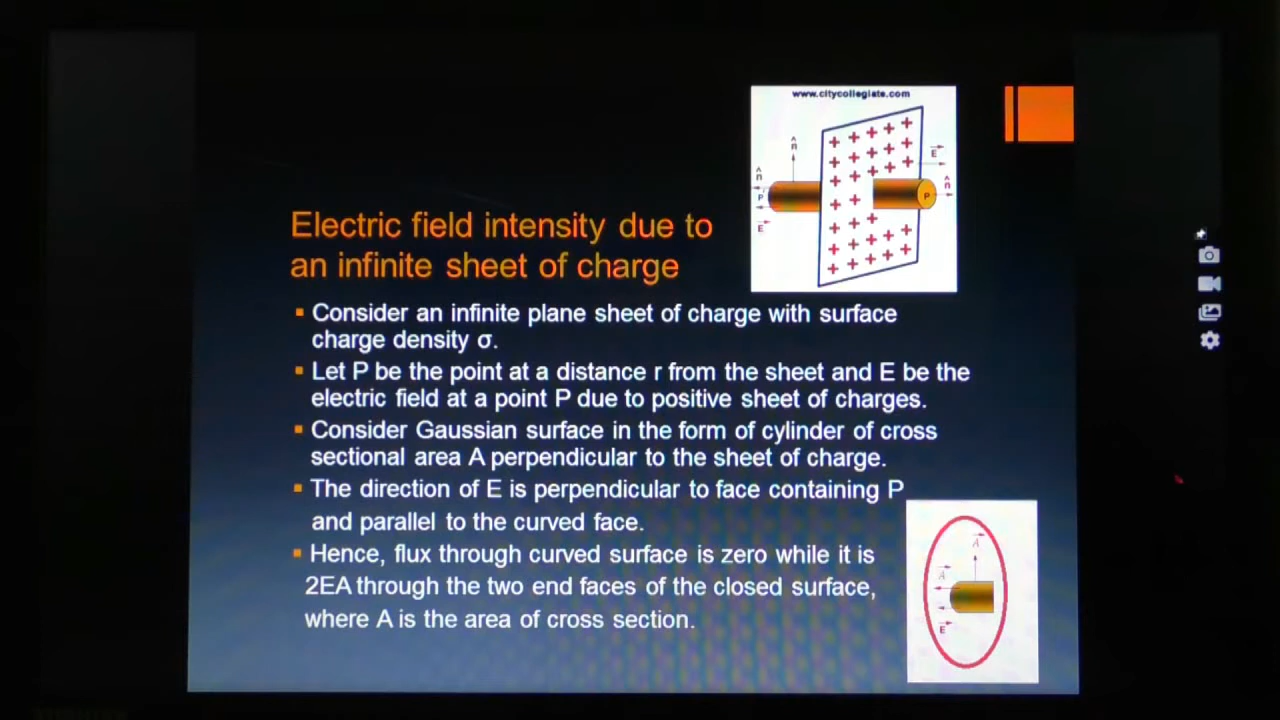 www.citycollegiate.com
n̂
E
n̂
n̂
P
P
E
Electric field intensity due to
an infinite sheet of charge
Consider an infinite plane sheet of charge with surface
charge density σ.
Let P be the point at a distance r from the sheet and E be the
electric field at a point P due to positive sheet of charges.
Consider Gaussian surface in the form of cylinder of cross
sectional area A perpendicular to the sheet of charge.
The direction of E is perpendicular to face containing P
and parallel to the curved face.
Hence, flux through curved surface is zero while it is
2EA through the two end faces of the closed surface,
where A is the area of cross section.
A
A
E